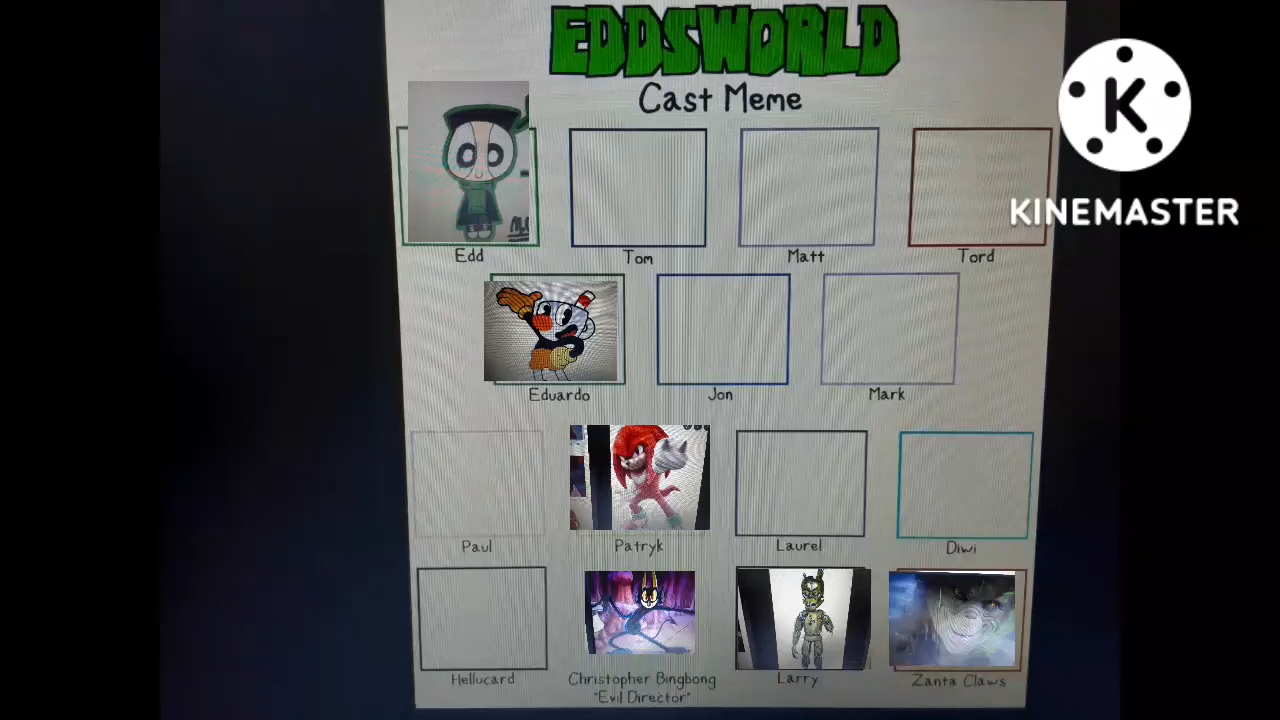 EDDSWORLD
Cast Meme
K
KINEMASTER
Edd
Tom
Matt
Tord
Eduardo
Jon
Mark
Paul
Patryk
Laurel
Diwi
Hellucard
Christopher Bingbong
"Evil Director"
Larry
Zanta Claws